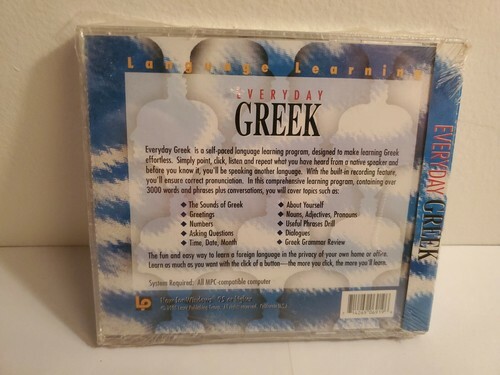 Language Learning
EVERYDAY
GREEK
Everyday Greek is a self-paced language learning program, designed to make learning Greek
effortless. Simply point, click, listen and repeat what you have heard from a native speaker and
before you know it, you'll be speaking another language. With the built-in recording feature,
you'll ensure correct pronunciation. In this comprehensive learning program, containing over
3000 words and phrases plus conversations, you will cover topics such as:
The Sounds of Greek
Greetings
Numbers
Asking Questions
Time, Date, Month
About Yourself
Nouns, Adjectives, Pronouns
Useful Phrases Drill
Dialogues
Greek Grammar Review
The fun and easy way to learn a foreign language in the privacy of your own home or office.
Learn as much as you want with the click of a button—the more you click, the more you'll learn.
System Required: All MPC-compatible computer
EVERYDAY GREEK